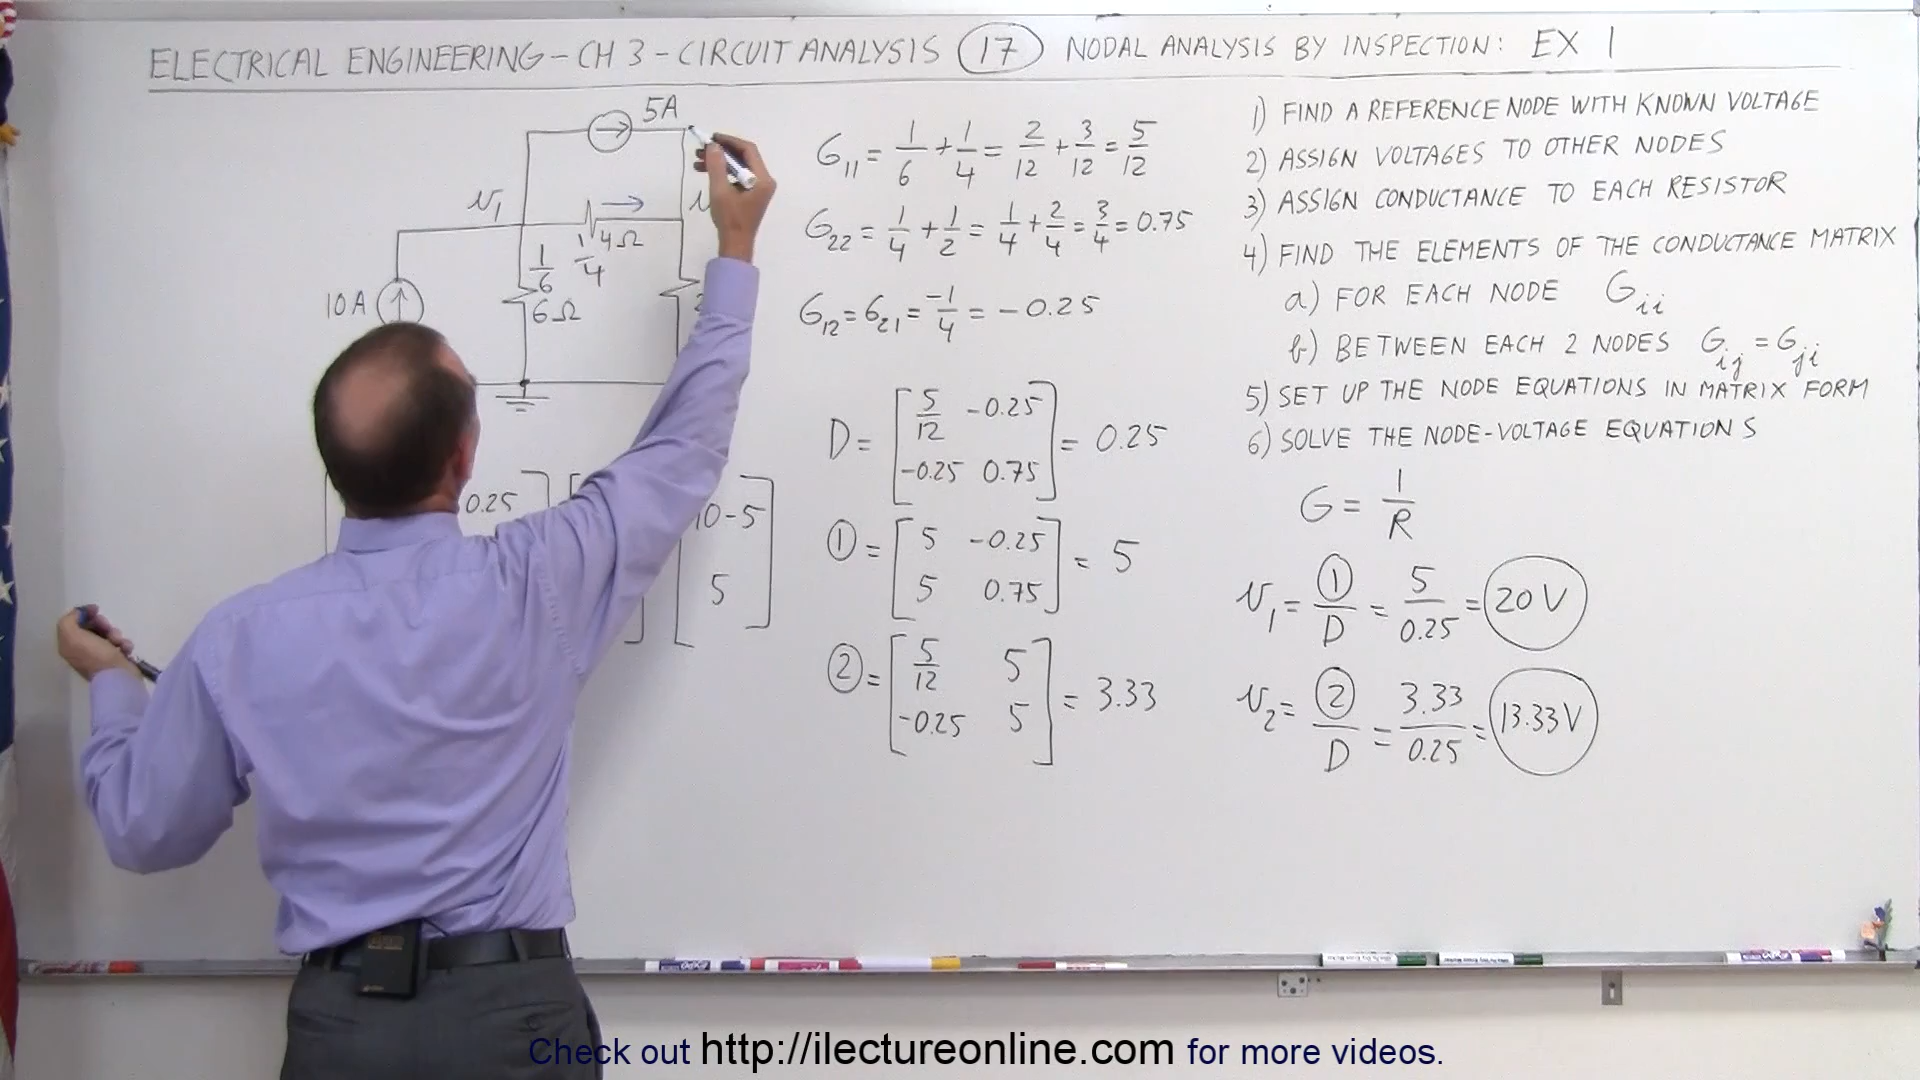 ELECTRICAL ENGINEERING – CH 3 – CIRCUIT ANALYSIS 17 NODAL ANALYSIS BY INSPECTION: EX 1
5A
v₁
4Ω
1/4
1/6
6Ω
10A
0.25
10-5
5
G₁₁ = 1/6 + 1/4 = 2/12 + 3/12 = 5/12
G₂₂ = 1/4 + 1/2 = 1/4 + 2/4 = 3/4 = 0.75
G₁₂ = G₂₁ = -1/4 = -0.25
D = [5/12 -0.25
-0.25 0.75] = 0.25
① = [5 -0.25
5 0.75] = 5
② = [5/12 5
-0.25 5] = 3.33
1) FIND A REFERENCE NODE WITH KNOWN VOLTAGE
2) ASSIGN VOLTAGES TO OTHER NODES
3) ASSIGN CONDUCTANCE TO EACH RESISTOR
4) FIND THE ELEMENTS OF THE CONDUCTANCE MATRIX
a) FOR EACH NODE Gᵢᵢ
b) BETWEEN EACH 2 NODES Gᵢⱼ = Gⱼᵢ
5) SET UP THE NODE EQUATIONS IN MATRIX FORM
6) SOLVE THE NODE-VOLTAGE EQUATIONS
G = 1/R
v₁ = ①/D = 5/0.25 = 20V
v₂ = ②/D = 3.33/0.25 = 13.33V
Check out http://ilectureonline.com for more videos.